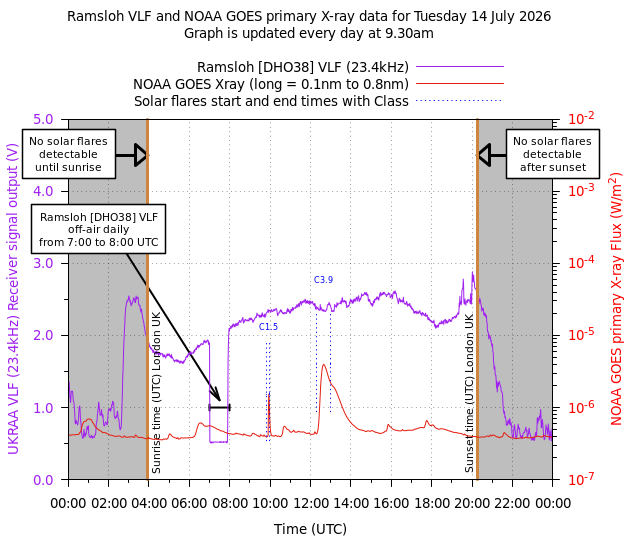 Ramsloh VLF and NOAA GOES primary X-ray data for Tuesday 14 July 2026
Graph is updated every day at 9.30am
Ramsloh [DHO38] VLF (23.4kHz)
NOAA GOES Xray (long = 0.1nm to 0.8nm)
Solar flares start and end times with Class
5.0
4.0
3.0
2.0
1.0
0.0
UKRAA VLF (23.4kHz) Receiver signal output (V)
No solar flares
detectable
until sunrise
Ramsloh [DHO38] VLF
off-air daily
from 7:00 to 8:00 UTC
Sunrise time (UTC) London UK
C1.5
C3.9
Sunset time (UTC) London UK
No solar flares
detectable
after sunset
10-2
10-3
10-4
10-5
10-6
10-7
NOAA GOES primary X-ray Flux (W/m2)
00:00 02:00 04:00 06:00 08:00 10:00 12:00 14:00 16:00 18:00 20:00 22:00 00:00
Time (UTC)